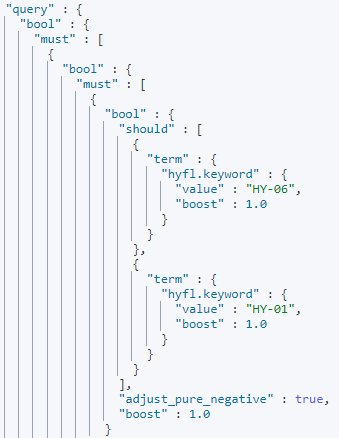 "query" : {
"bool" : {
"must" : [
{
"bool" : {
"must" : [
{
"bool" : {
"should" : [
{
"term" : {
"hyfl.keyword" : {
"value" : "HY-06",
"boost" : 1.0
}
}
},
{
"term" : {
"hyfl.keyword" : {
"value" : "HY-01",
"boost" : 1.0
}
}
}
],
"adjust_pure_negative" : true,
"boost" : 1.0
}